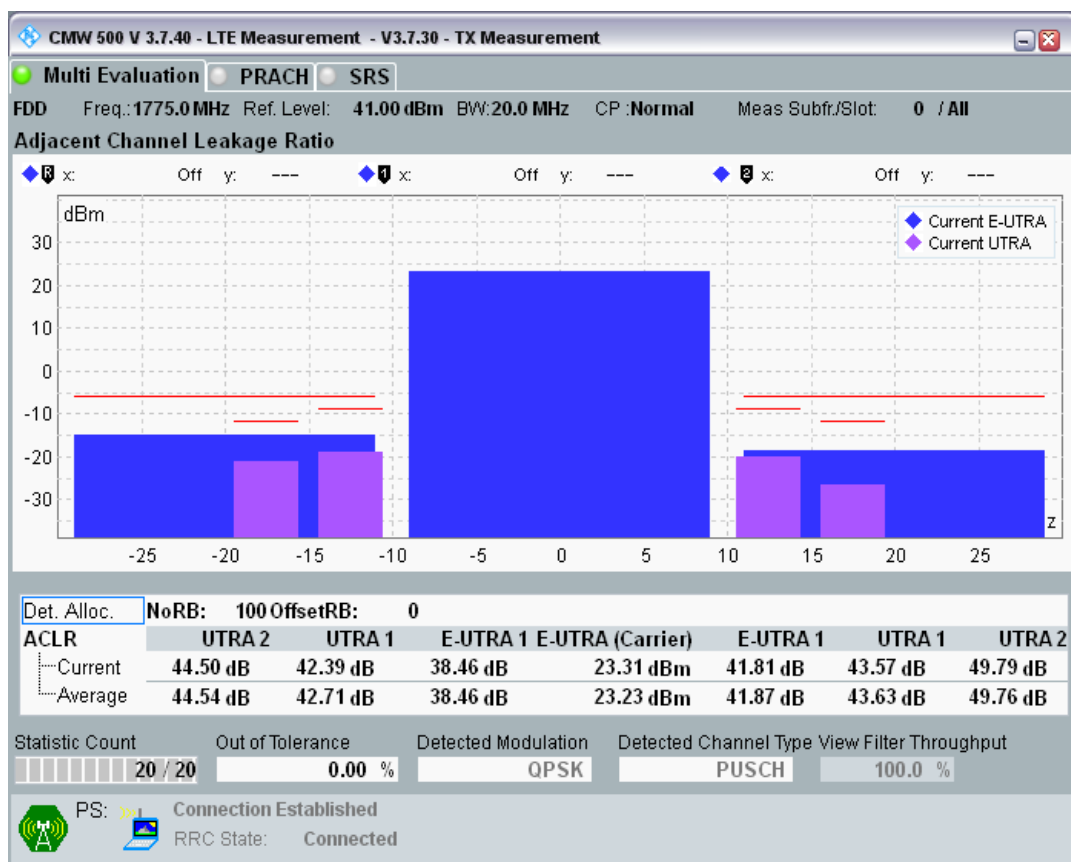 CMW 500 V 3.7.40 - LTE Measurement - V3.7.30 - TX Measurement
Multi Evaluation PRACH SRS
FDD Freq.: 1775.0 MHz Ref. Level: 41.00 dBm BW: 20.0 MHz CP : Normal Meas Subfr./Slot: 0 / All
Adjacent Channel Leakage Ratio
R x: Off y: --- 1 x: Off y: --- 2 x: Off y: ---
dBm
Current E-UTRA
Current UTRA
30
20
10
0
-10
-20
-30
z
-25 -20 -15 -10 -5 0 5 10 15 20 25
Det. Alloc. NoRB: 100 OffsetRB: 0
ACLR UTRA 2 UTRA 1 E-UTRA 1 E-UTRA (Carrier) E-UTRA 1 UTRA 1 UTRA 2
Current 44.50 dB 42.39 dB 38.46 dB 23.31 dBm 41.81 dB 43.57 dB 49.79 dB
Average 44.54 dB 42.71 dB 38.46 dB 23.23 dBm 41.87 dB 43.63 dB 49.76 dB
Statistic Count Out of Tolerance Detected Modulation Detected Channel Type View Filter Throughput
20 / 20 0.00 % QPSK PUSCH 100.0 %
PS: Connection Established
RRC State: Connected